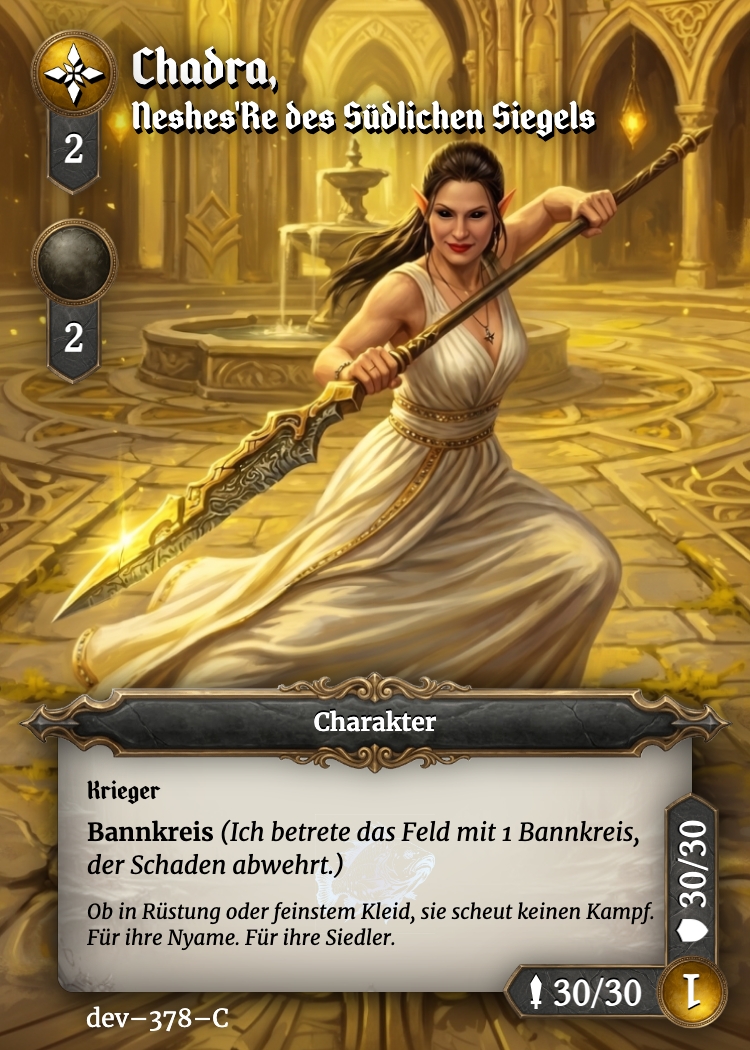 Chadra,
Neshes'Re des Südlichen Siegels
2
2
Charakter
Krieger
Bannkreis (Ich betrete das Feld mit 1 Bannkreis,
der Schaden abwehrt.)
Ob in Rüstung oder feinstem Kleid, sie scheut keinen Kampf.
Für ihre Nyame. Für ihre Siedler.
30/30
30/30
1
dev–378–C